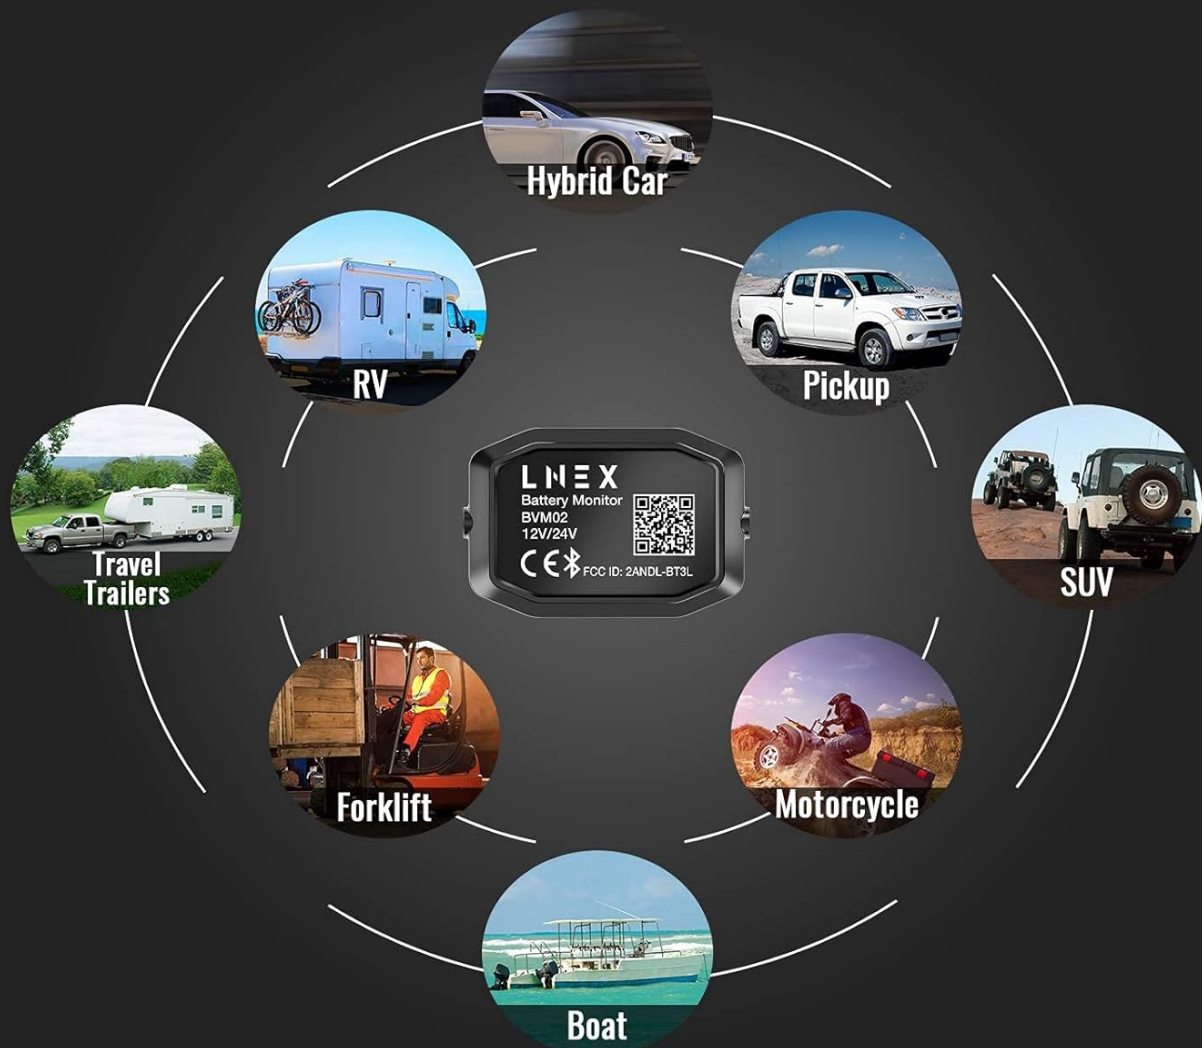 Hybrid Car
RV
Pickup
Travel
Trailers
LNEX
Battery Monitor
BVM02
12V/24V
CE FCC ID: 2ANDL-BT3L
SUV
Forklift
Motorcycle
Boat